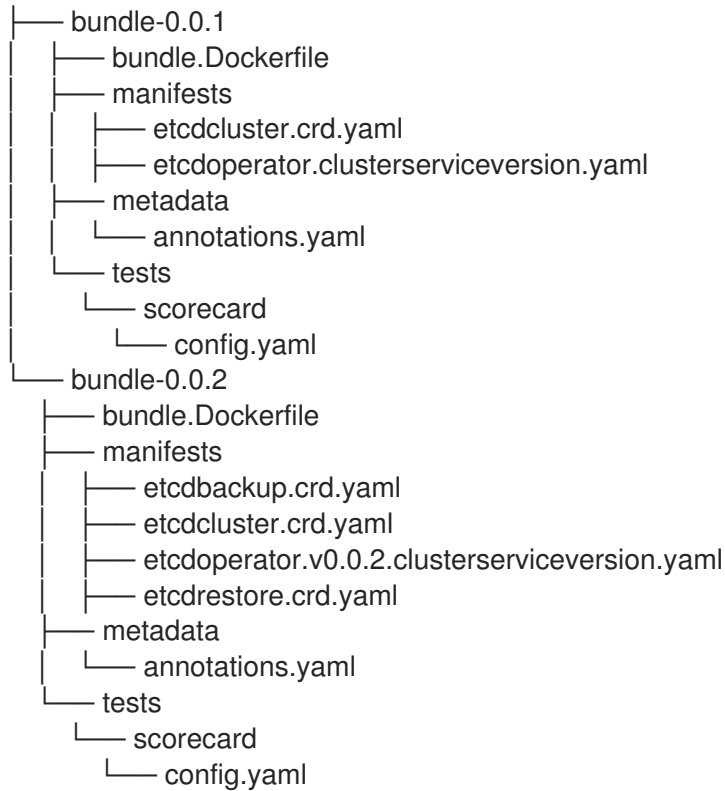 bundle-0.0.1
bundle.Dockerfile
manifests
etcdcluster.crd.yaml
etcdoperator.clusterserviceversion.yaml
metadata
annotations.yaml
tests
scorecard
config.yaml
bundle-0.0.2
bundle.Dockerfile
manifests
etcdbackup.crd.yaml
etcdcluster.crd.yaml
etcdoperator.v0.0.2.clusterserviceversion.yaml
etcdrestore.crd.yaml
metadata
annotations.yaml
tests
scorecard
config.yaml